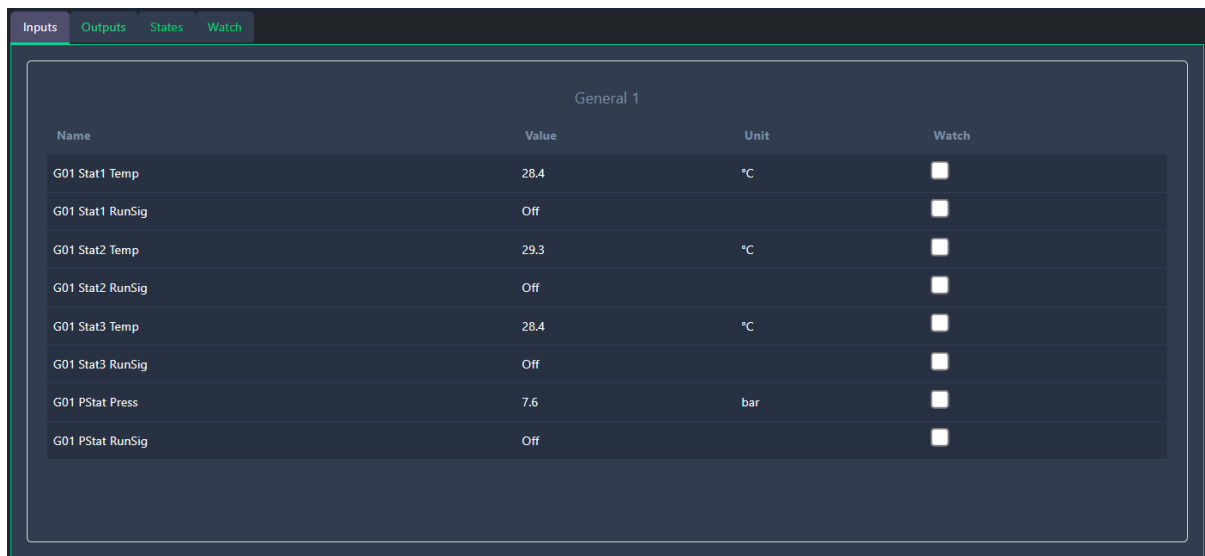 Inputs Outputs States Watch
General 1
Name Value Unit Watch
G01 Stat1 Temp 28.4 °C
G01 Stat1 RunSig Off
G01 Stat2 Temp 29.3 °C
G01 Stat2 RunSig Off
G01 Stat3 Temp 28.4 °C
G01 Stat3 RunSig Off
G01 PStat Press 7.6 bar
G01 PStat RunSig Off